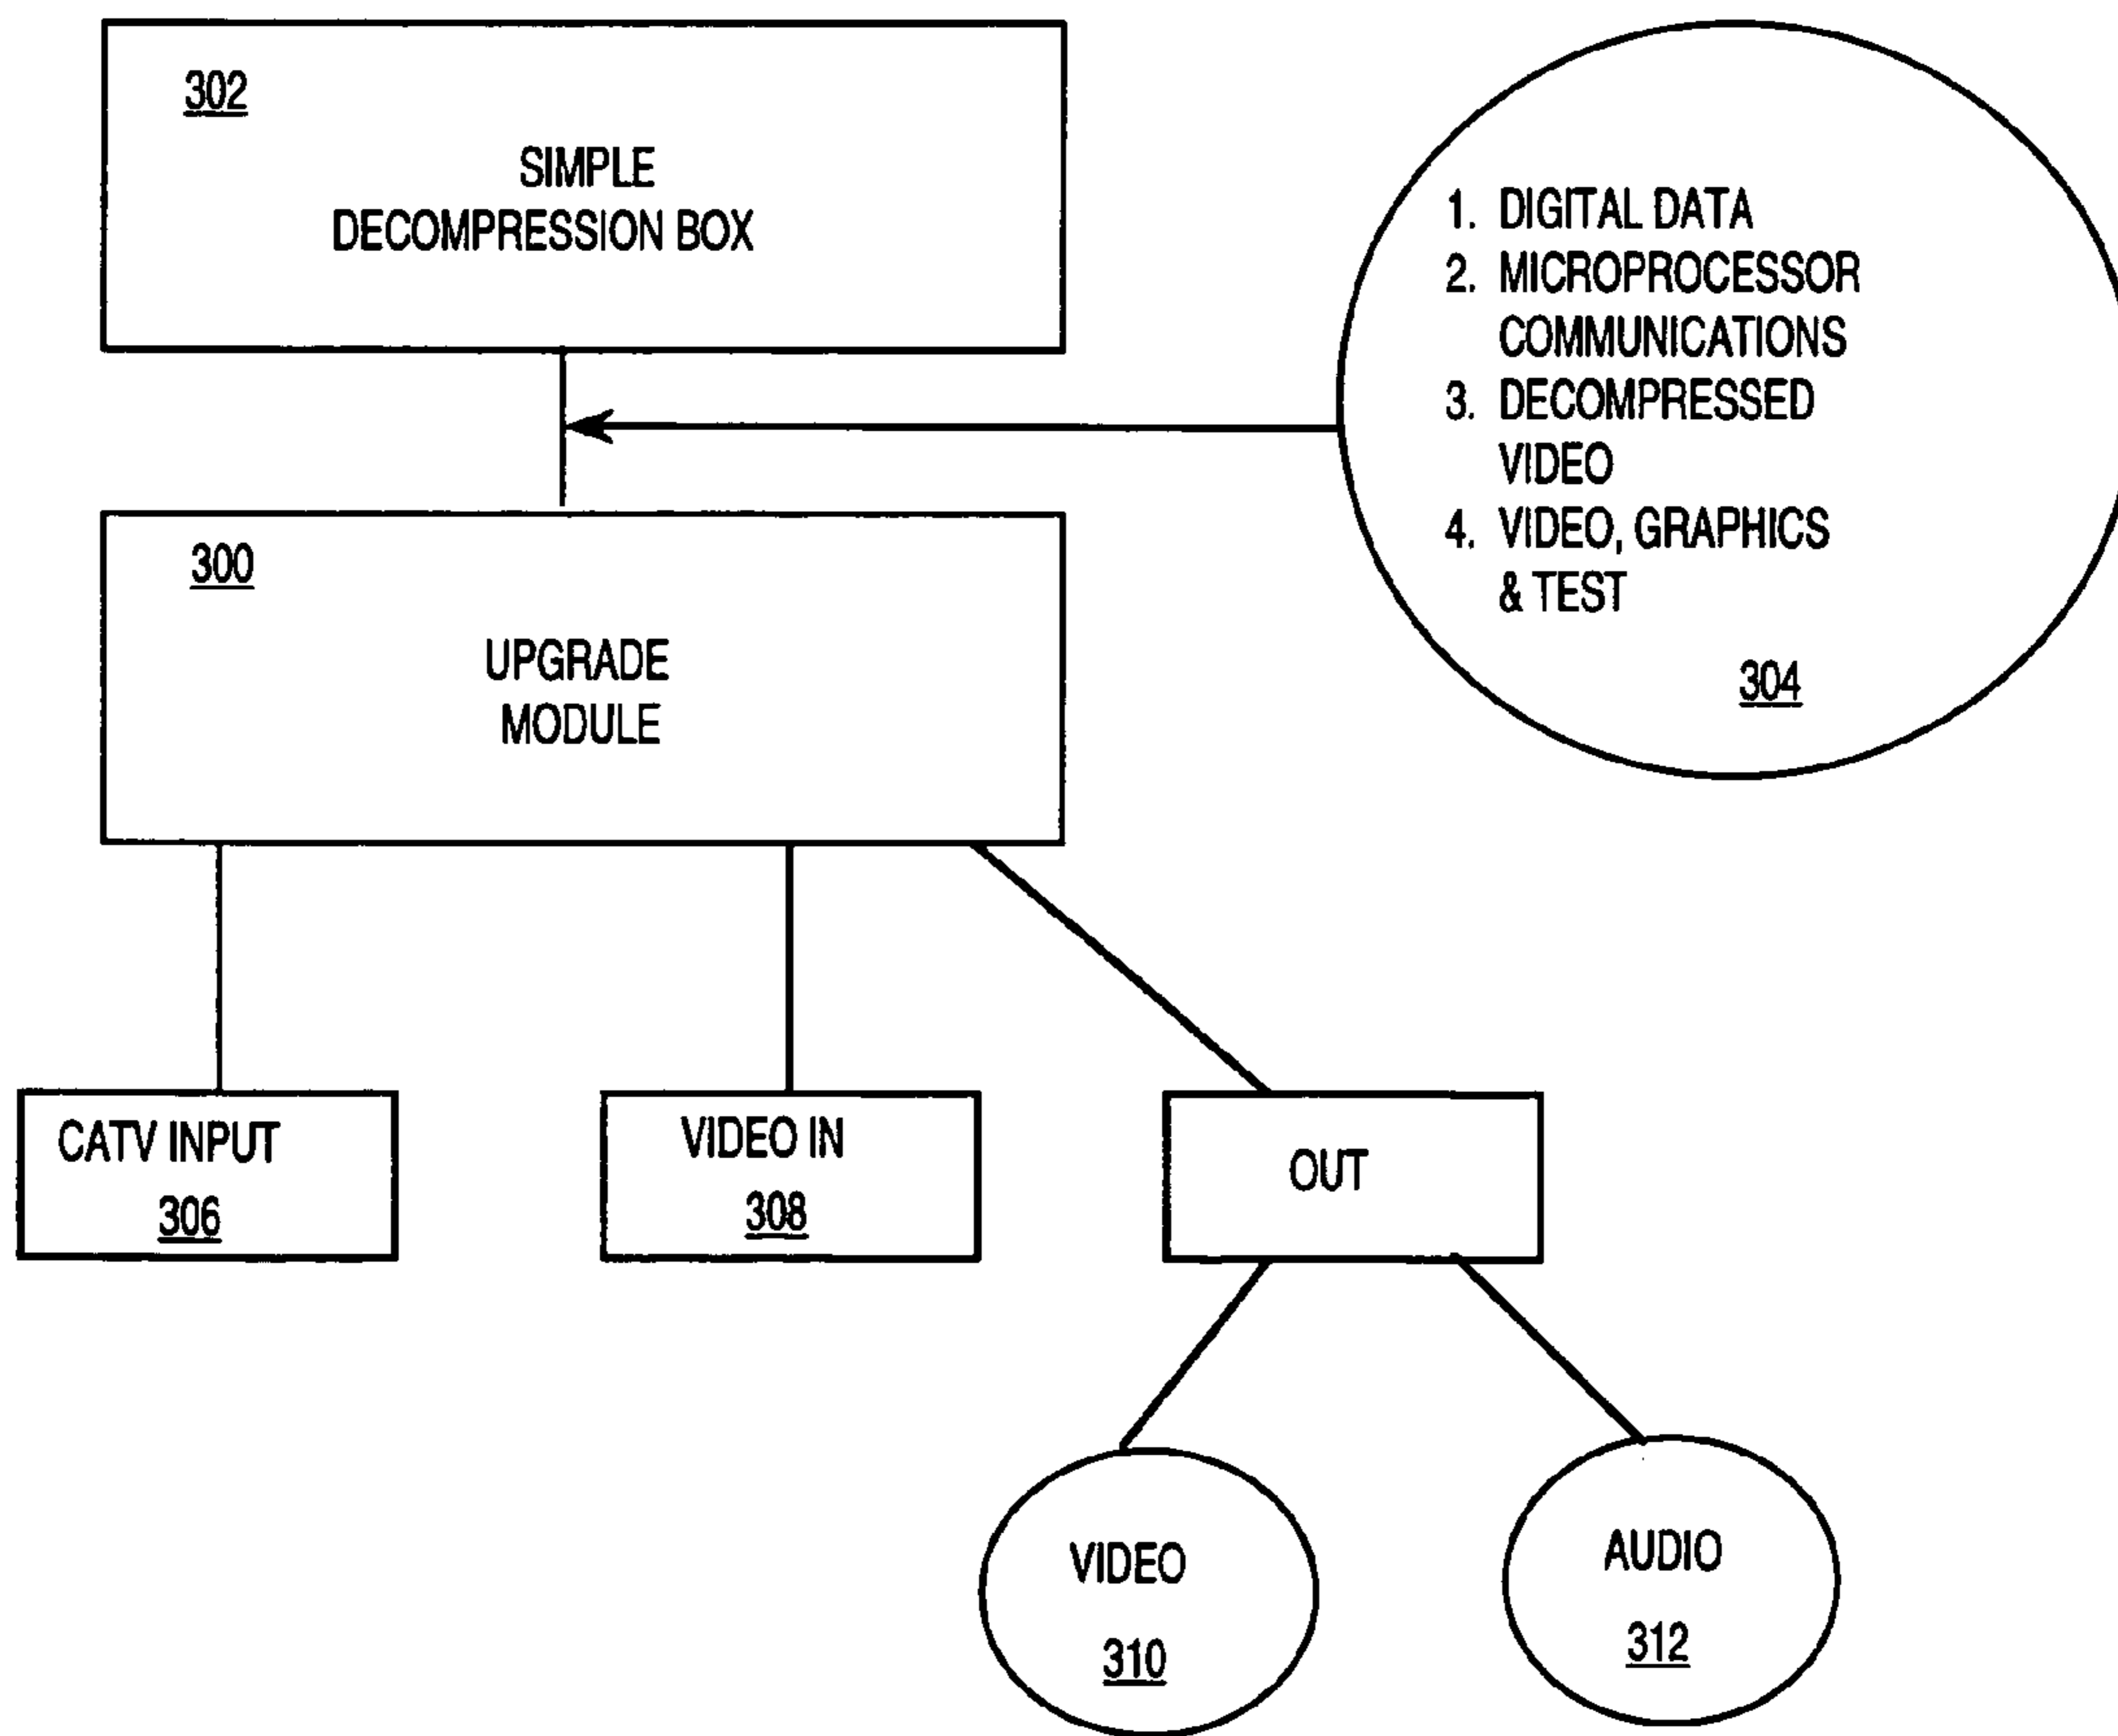 302
SIMPLE
DECOMPRESSION BOX
1. DIGITAL DATA
2. MICROPROCESSOR
COMMUNICATIONS
3. DECOMPRESSED
VIDEO
4. VIDEO, GRAPHICS
& TEST
304
300
UPGRADE
MODULE
CATV INPUT
306
VIDEO IN
308
OUT
VIDEO
310
AUDIO
312